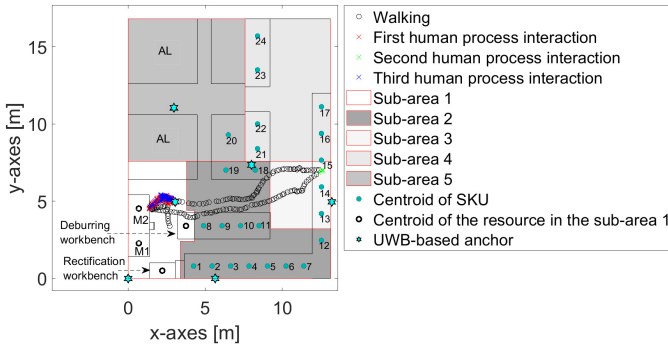 15
10
5
0
0
5
10
y-axes [m]
x-axes [m]
AL
AL
24
23
22
21
20
19
18
17
16
15
14
13
12
8
9
10
11
1
2
3
4
5
6
7
M2
M1
Deburring
workbench
Rectification
workbench
Walking
First human process interaction
Second human process interaction
Third human process interaction
Sub-area 1
Sub-area 2
Sub-area 3
Sub-area 4
Sub-area 5
Centroid of SKU
Centroid of the resource in the sub-area 1
UWB-based anchor